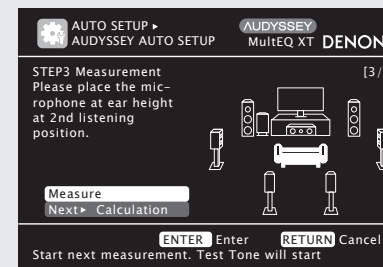 AUTO SETUP ▸ AUDYSSEY
AUDYSSEY AUTO SETUP MultEQ XT DENON
STEP3 Measurement [3/
Please place the mic-
rophone at ear height
at 2nd listening
position.
Measure
Next▸ Calculation
ENTER Enter RETURN Cancel
Start next measurement. Test Tone will start